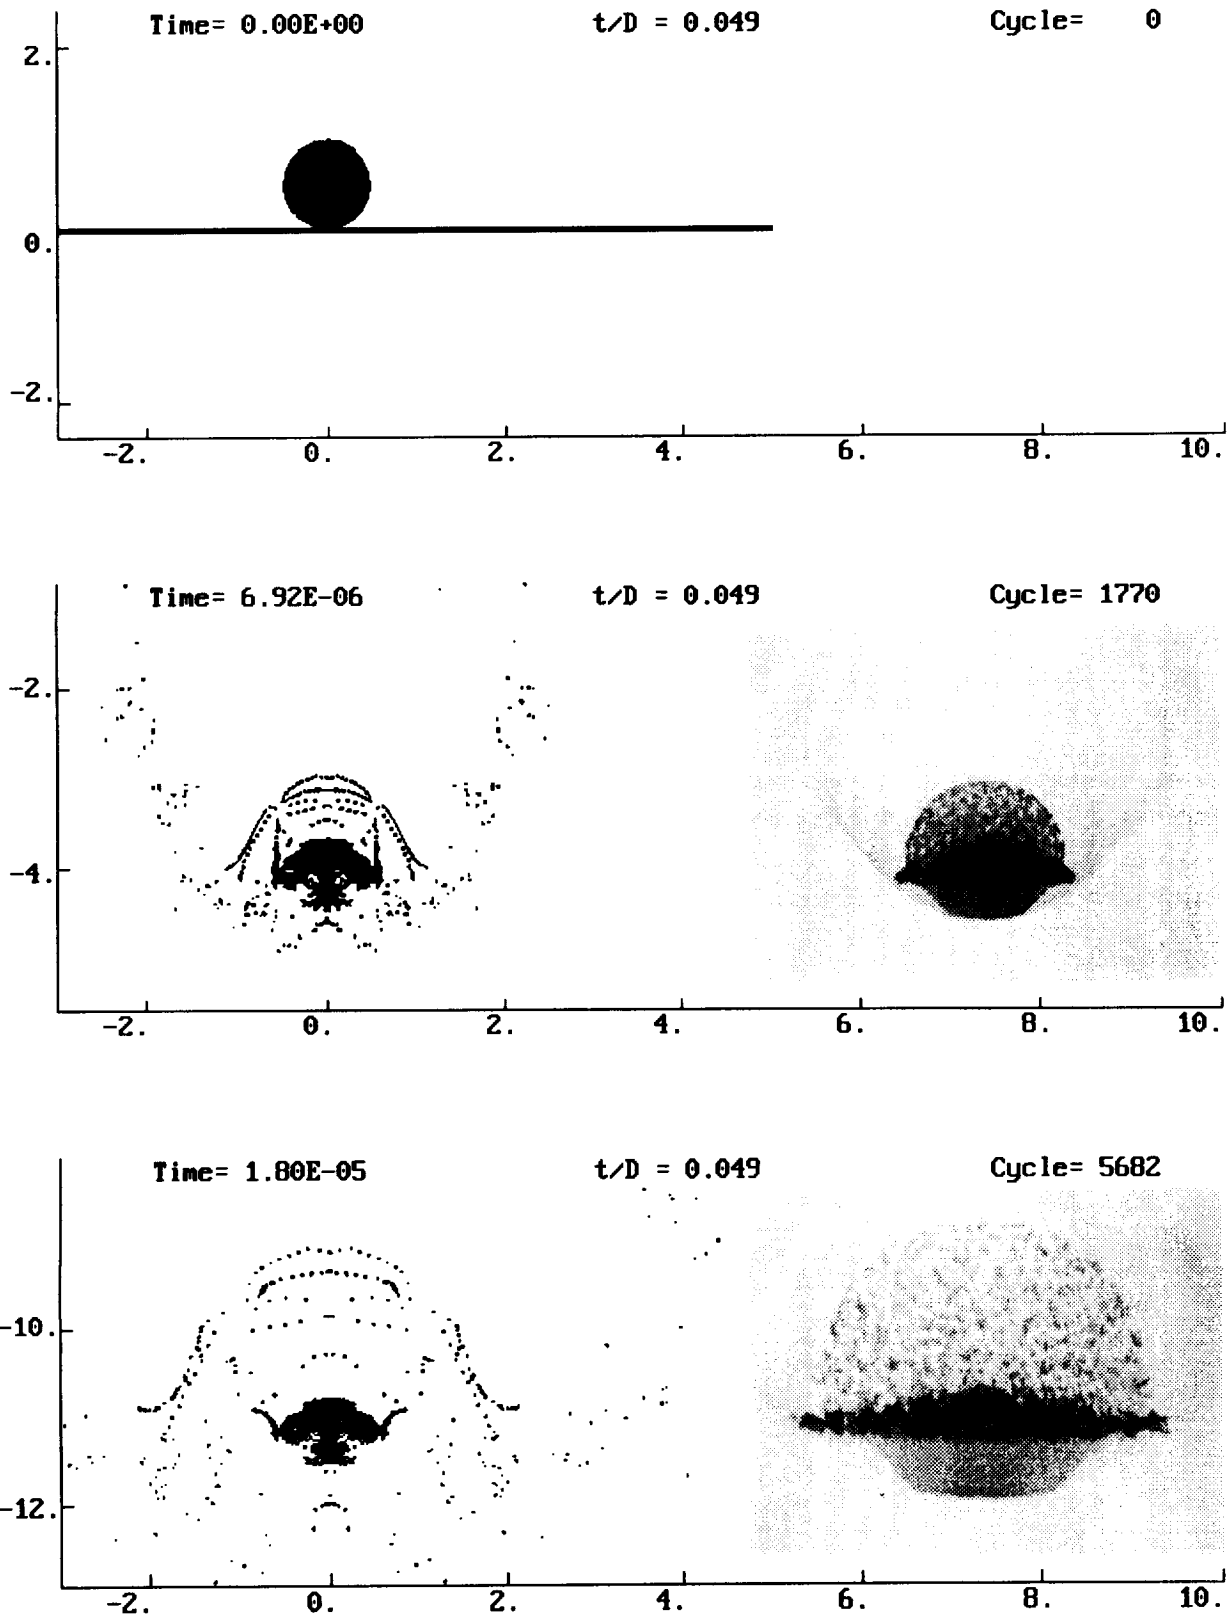 Time= 0.00E+00 t/D = 0.049 Cycle= 0
2.
0.
-2.
-2. 0. 2. 4. 6. 8. 10.
Time= 6.92E-06 t/D = 0.049 Cycle= 1770
-2.
-4.
-2. 0. 2. 4. 6. 8. 10.
Time= 1.80E-05 t/D = 0.049 Cycle= 5682
-10.
-12.
-2. 0. 2. 4. 6. 8. 10.